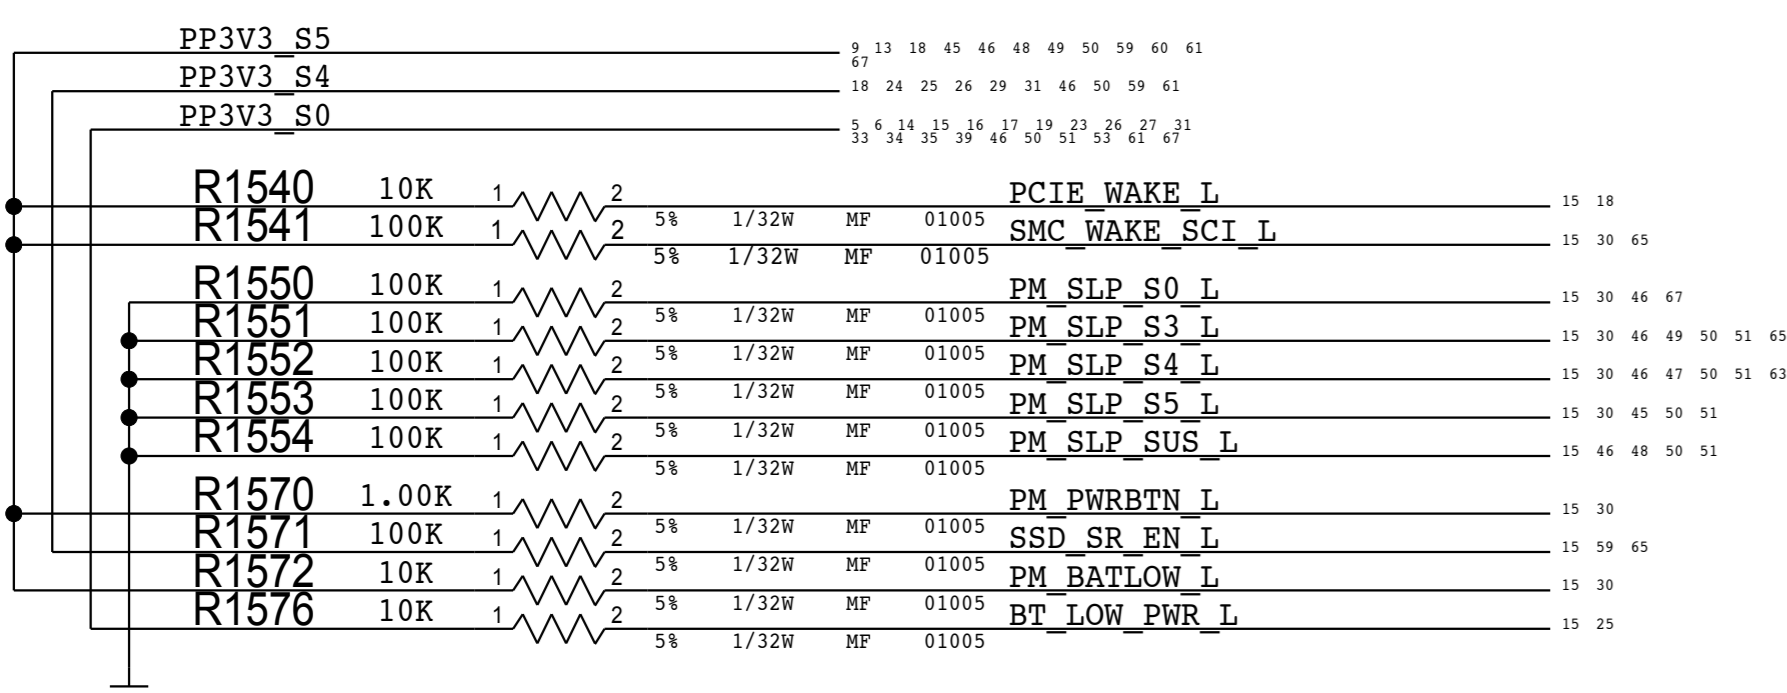 PP3V3_S5 9 13 18 45 46 48 49 50 59 60 61
67
PP3V3_S4 18 24 25 26 29 31 46 50 59 61
PP3V3_S0 5 6 14 15 16 17 19 23 26 27 31
33 34 35 39 46 50 51 53 61 67
R1540 10K 1 2 5% 1/32W MF 01005 PCIE_WAKE_L 15 18
R1541 100K 1 2 5% 1/32W MF 01005 SMC_WAKE_SCI_L 15 30 65
R1550 100K 1 2 5% 1/32W MF 01005 PM_SLP_S0_L 15 30 46 67
R1551 100K 1 2 5% 1/32W MF 01005 PM_SLP_S3_L 15 30 46 49 50 51 65
R1552 100K 1 2 5% 1/32W MF 01005 PM_SLP_S4_L 15 30 46 47 50 51 63
R1553 100K 1 2 5% 1/32W MF 01005 PM_SLP_S5_L 15 30 45 50 51
R1554 100K 1 2 5% 1/32W MF 01005 PM_SLP_SUS_L 15 46 48 50 51
R1570 1.00K 1 2 5% 1/32W MF 01005 PM_PWRBTN_L 15 30
R1571 100K 1 2 5% 1/32W MF 01005 SSD_SR_EN_L 15 59 65
R1572 10K 1 2 5% 1/32W MF 01005 PM_BATLOW_L 15 30
R1576 10K 1 2 5% 1/32W MF 01005 BT_LOW_PWR_L 15 25